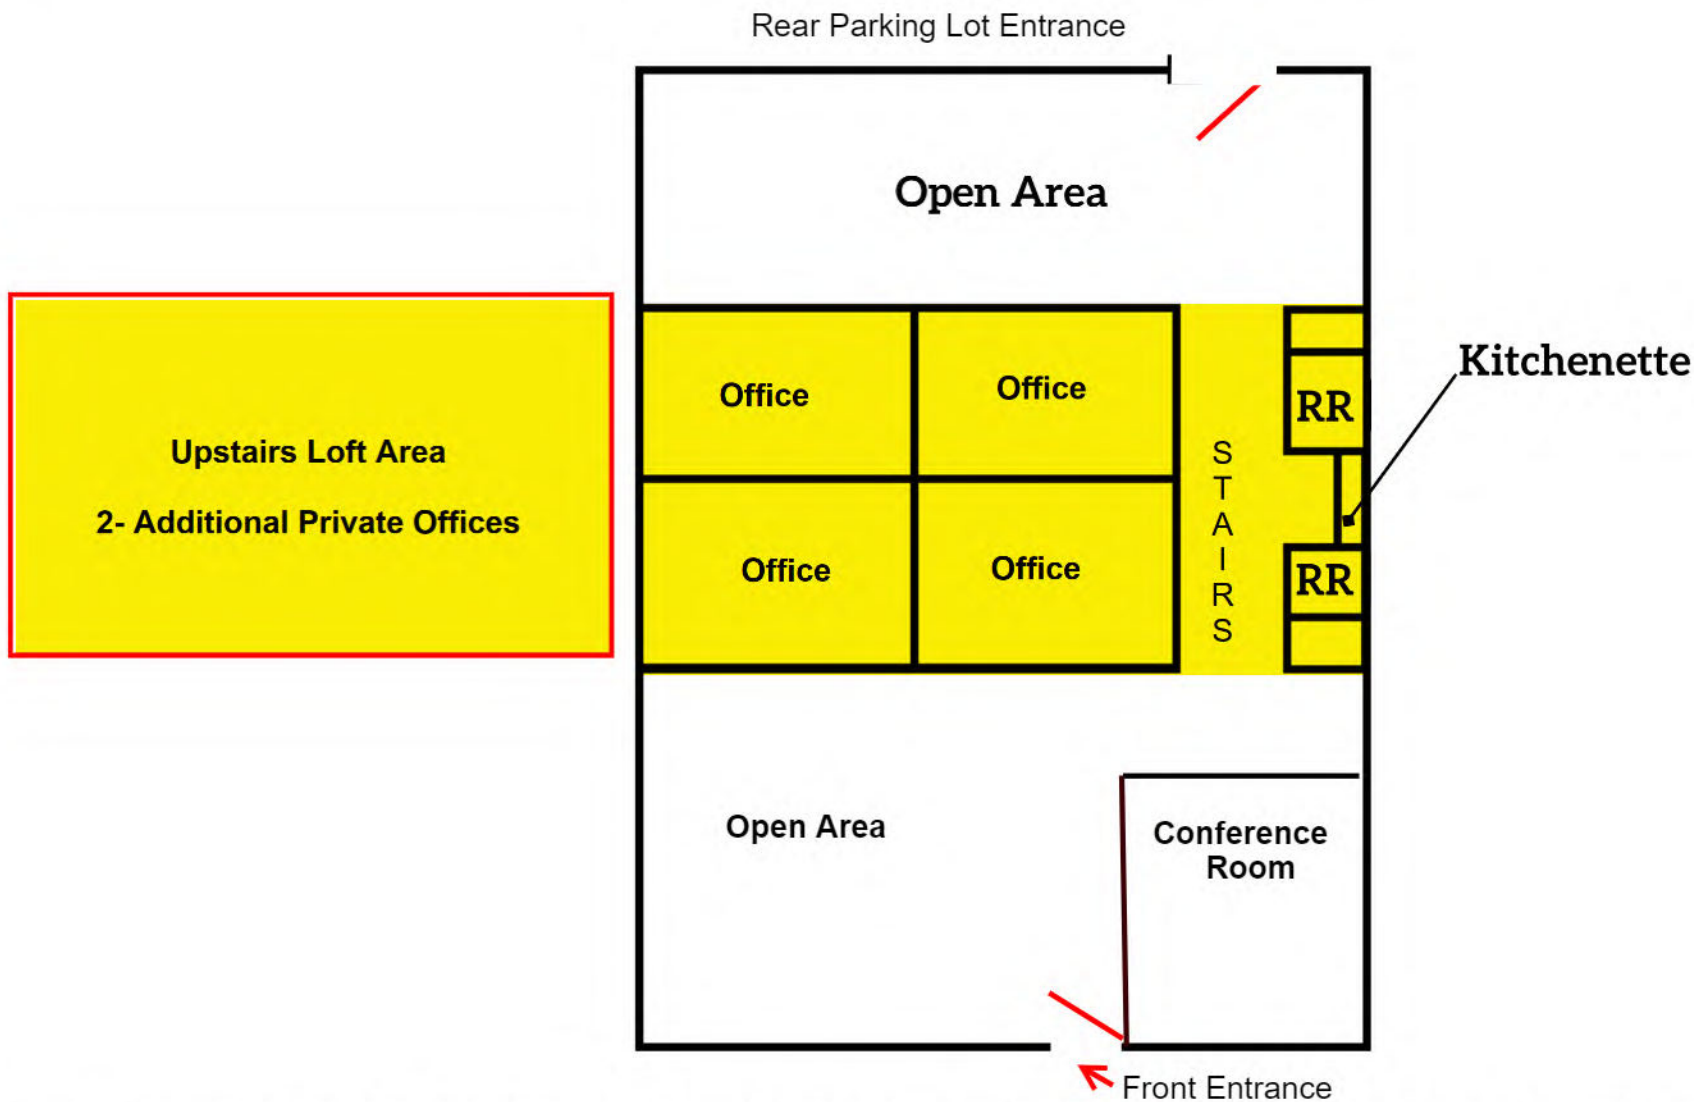 Rear Parking Lot Entrance
Open Area
Office
Office
Kitchenette
RR
Upstairs Loft Area
2- Additional Private Offices
STAIRS
Office
Office
RR
Open Area
Conference
Room
Front Entrance